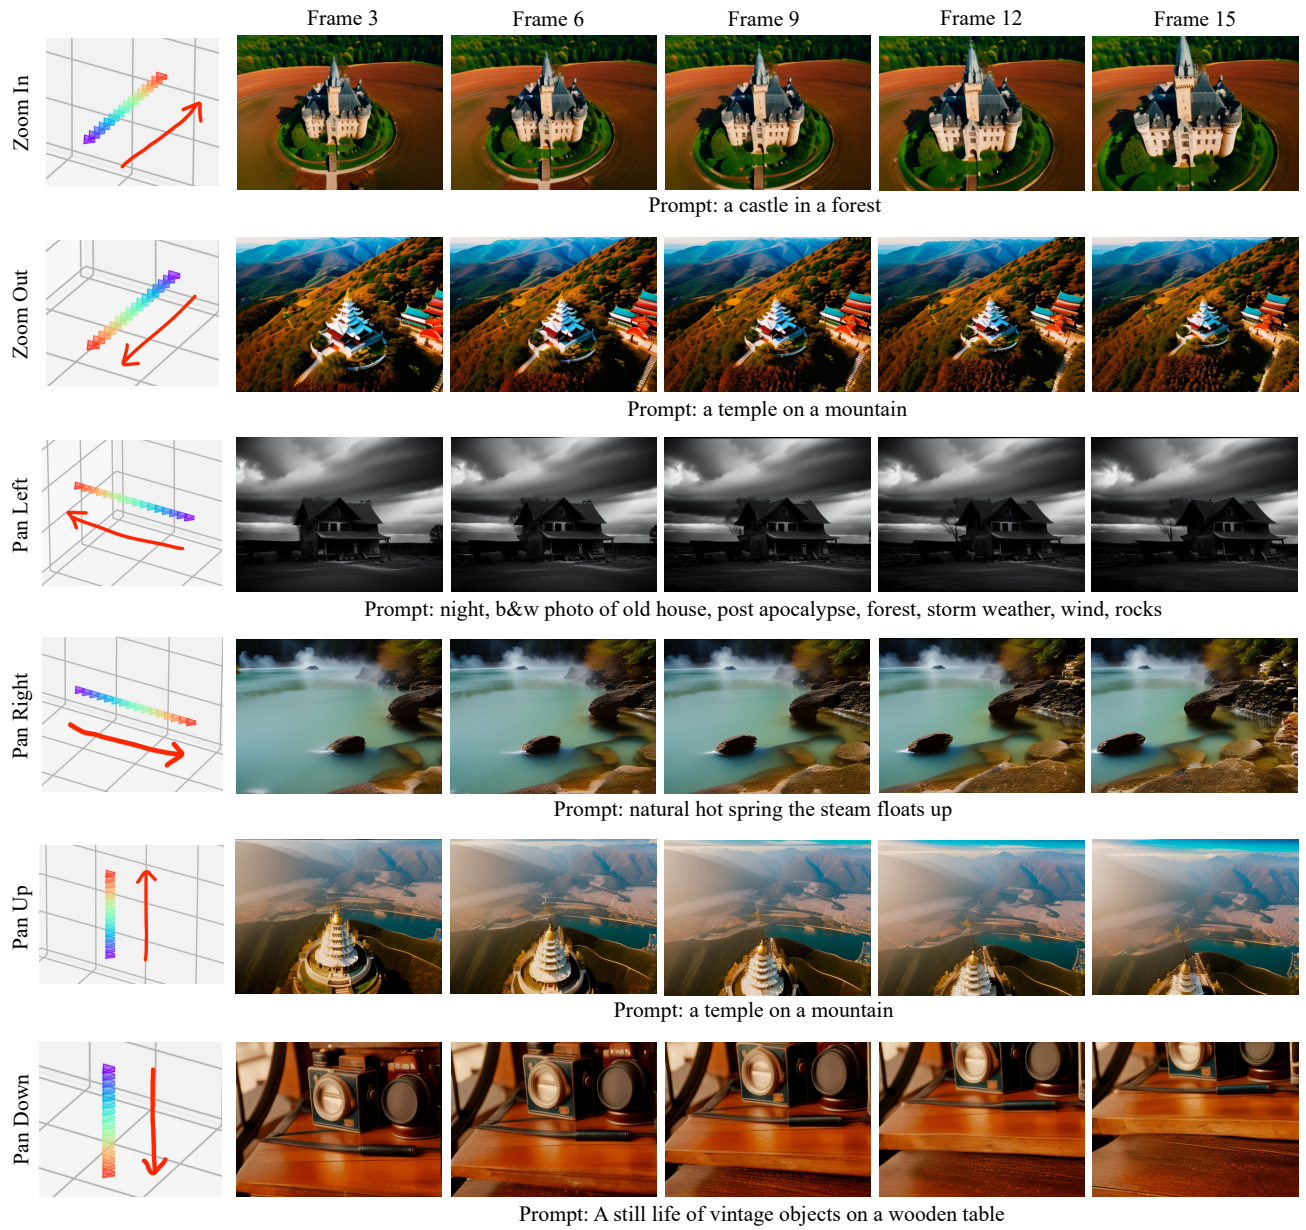 Frame 3 Frame 6 Frame 9 Frame 12 Frame 15
Zoom In
Prompt: a castle in a forest
Zoom Out
Prompt: a temple on a mountain
Pan Left
Prompt: night, b&w photo of old house, post apocalypse, forest, storm weather, wind, rocks
Pan Right
Prompt: natural hot spring the steam floats up
Pan Up
Prompt: a temple on a mountain
Pan Down
Prompt: A still life of vintage objects on a wooden table